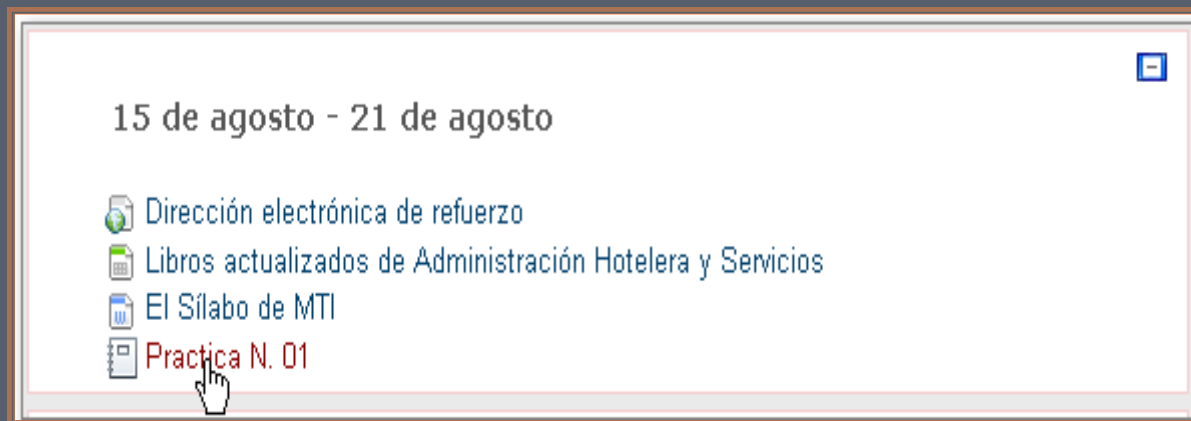 15 de agosto - 21 de agosto
Dirección electrónica de refuerzo
Libros actualizados de Administración Hotelera y Servicios
El Sílabo de MTI
Practica N. 01